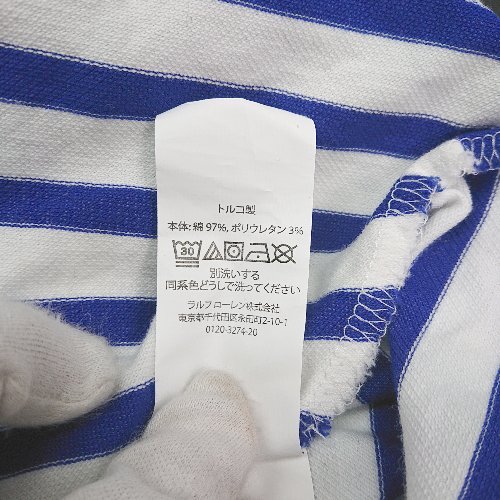 トルコ製
本体: 綿 97%, ポリウレタン 3%
30
別洗いする
同系色どうしで洗ってください
ラルフ ローレン株式会社
東京都千代田区永田町2-10-1
0120-3274-20